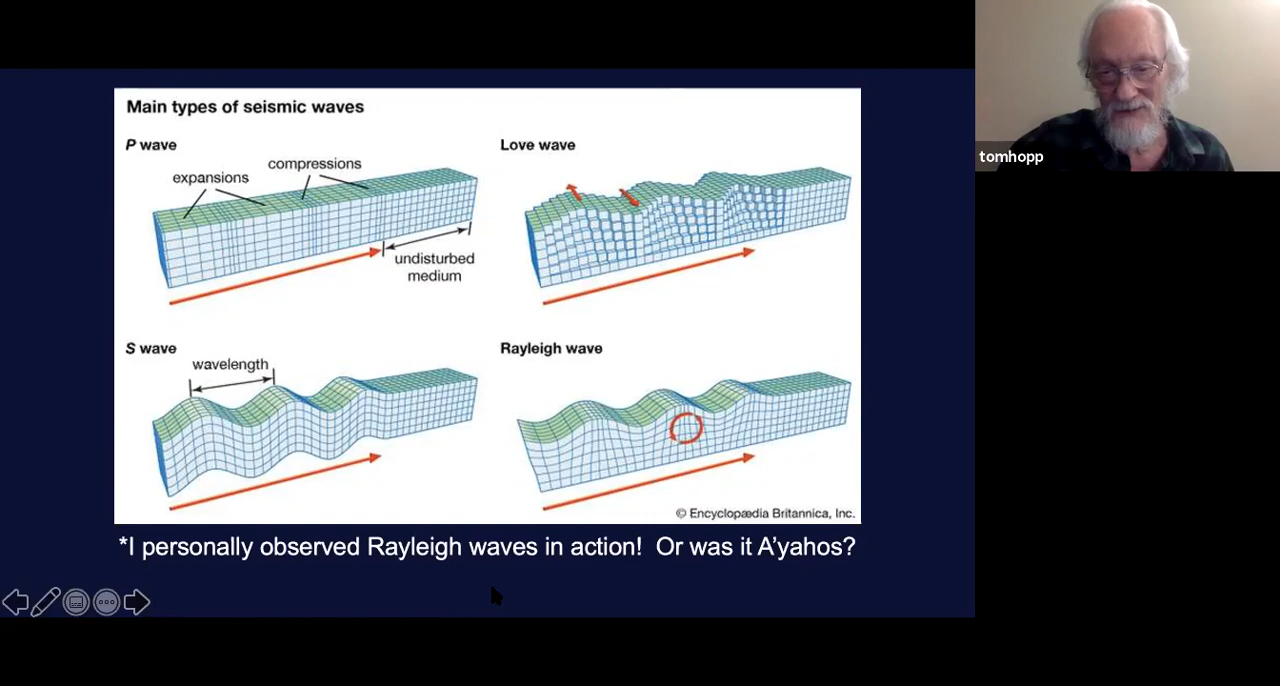 Main types of seismic waves
P wave
expansions
compressions
undisturbed
medium
Love wave
S wave
wavelength
Rayleigh wave
© Encyclopædia Britannica, Inc.
*I personally observed Rayleigh waves in action!  Or was it A’yahos?
tomhopp